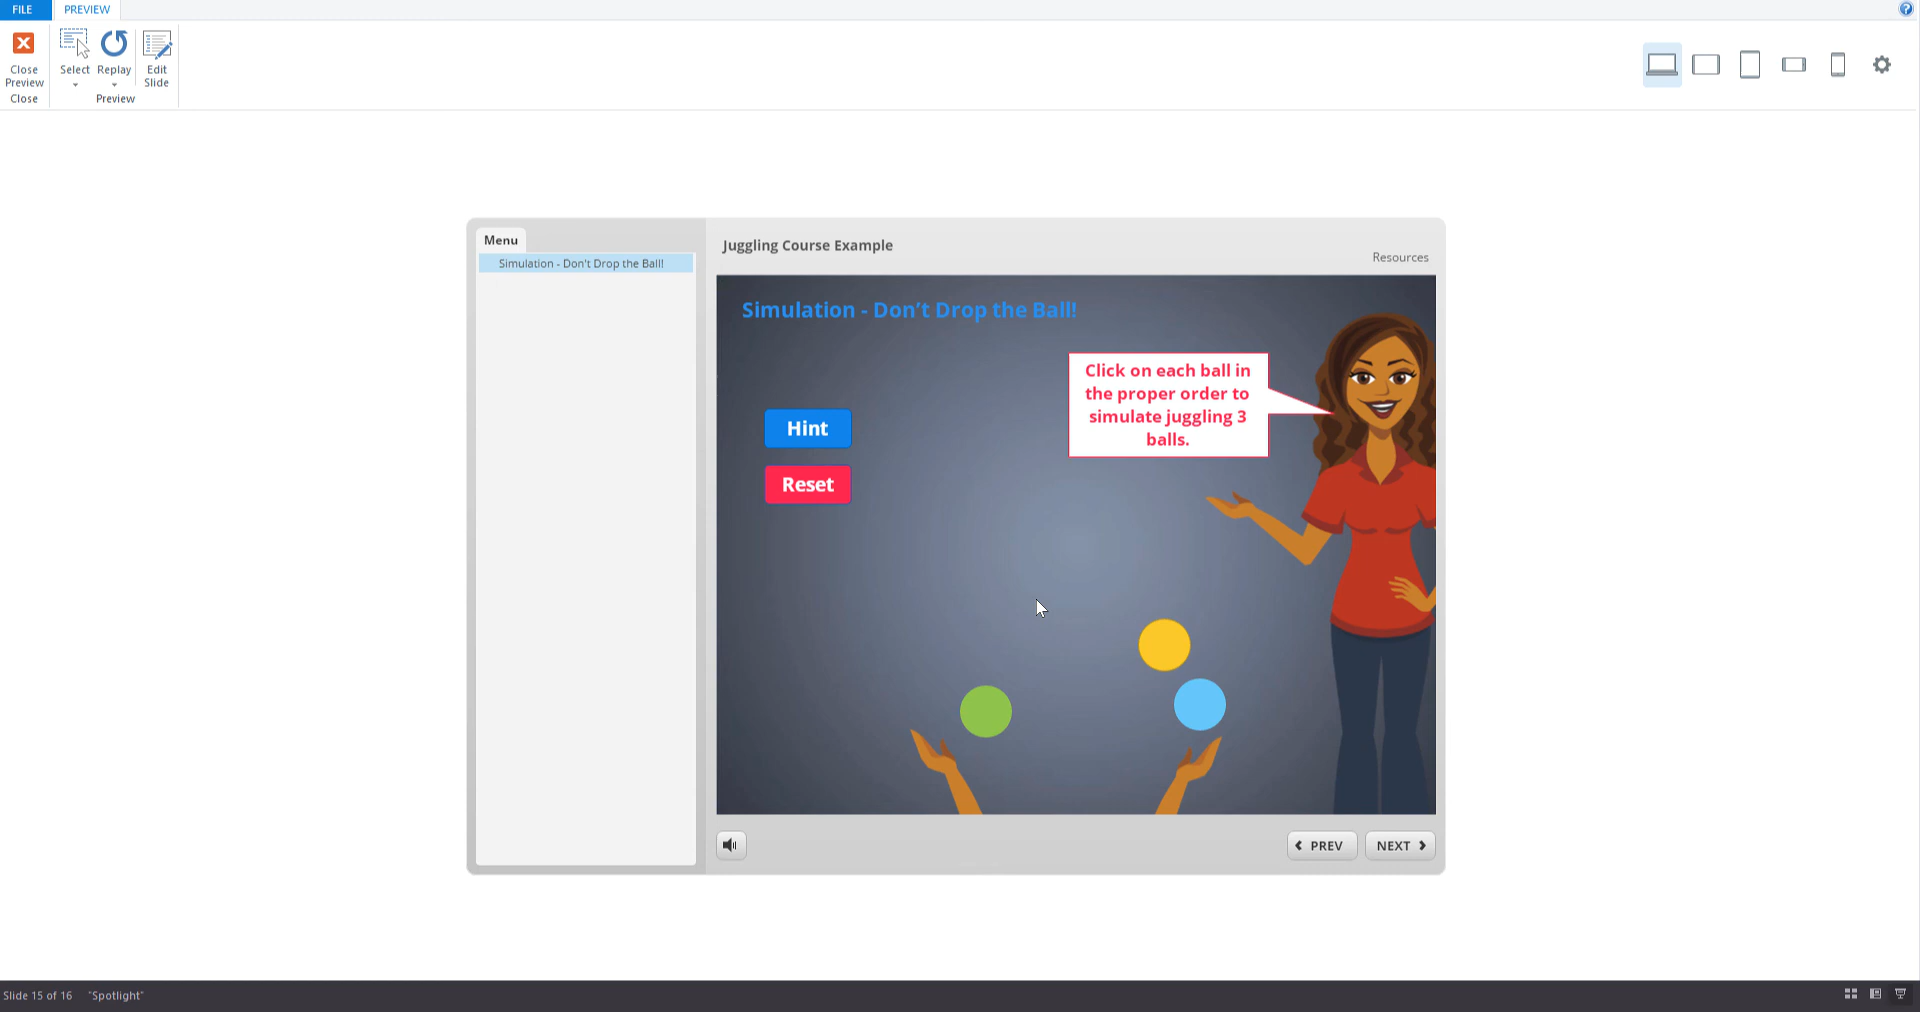 FILE
PREVIEW
Close
Preview
Select
Replay
Edit
Slide
Close
Preview
Menu
Simulation - Don't Drop the Ball!
Juggling Course Example
Resources
Simulation - Don’t Drop the Ball!
Click on each ball in
the proper order to
simulate juggling 3
balls.
Hint
Reset
PREV
NEXT
Slide 15 of 16
"Spotlight"